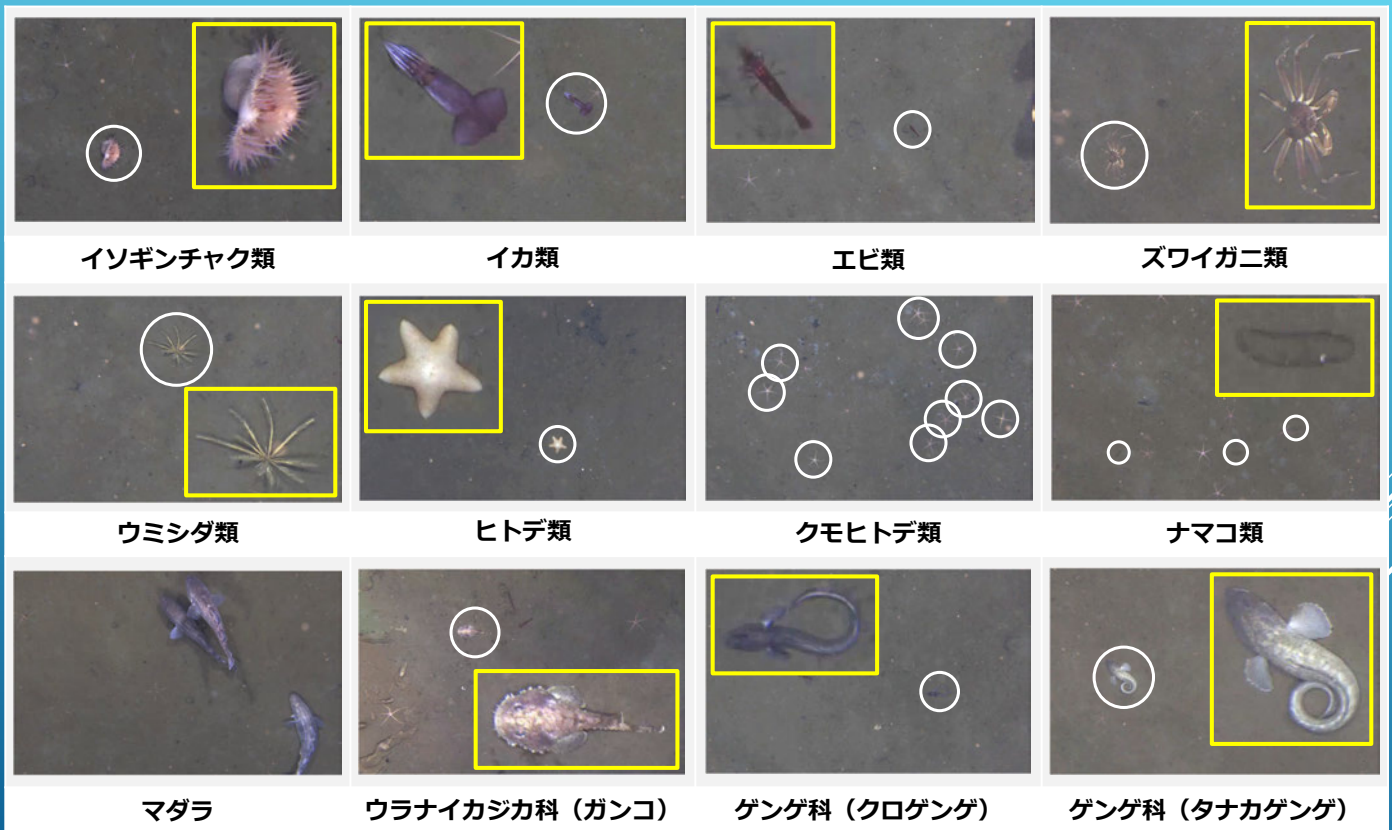 イソギンチャク類
イカ類
エビ類
ズワイガニ類
ウミシダ類
ヒトデ類
クモヒトデ類
ナマコ類
マダラ
ウラナイカジカ科（ガンコ）
ゲンゲ科（クロゲンゲ）
ゲンゲ科（タナカゲンゲ）